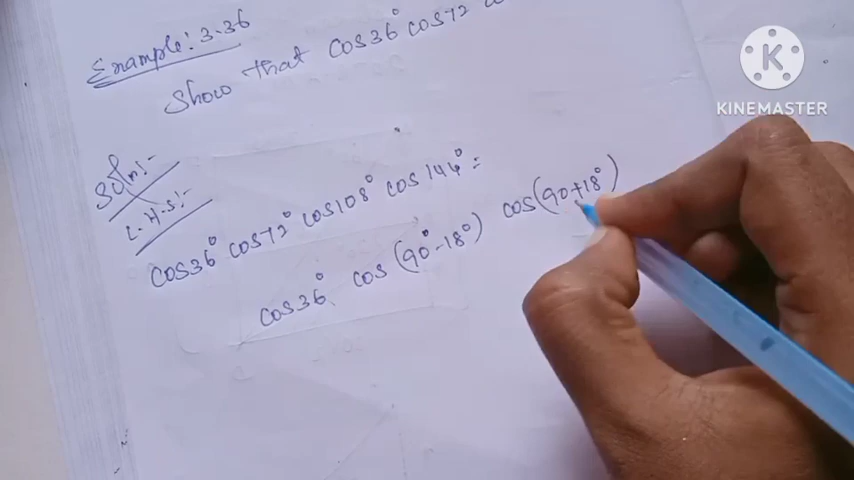 Example: 3.36
Show That cos36° cos72
Soln:-
L.H.S:-
cos36° cos72° cos108° cos144° =
cos36° cos(90°-18°) cos(90+18°)
K
KINEMASTER